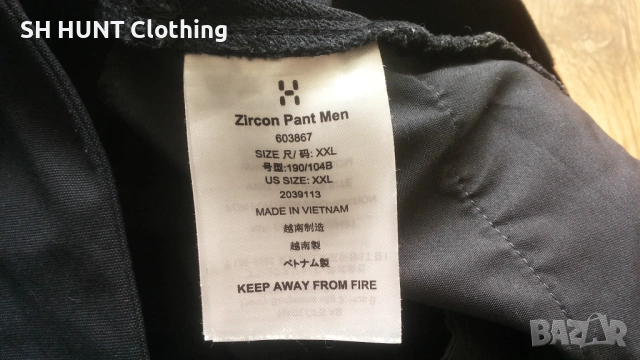 SH HUNT Clothing
Zircon Pant Men
603867
SIZE 尺/码: XXL
号型:190/104B
US SIZE: XXL
2039113
MADE IN VIETNAM
越南制造
越南製
ベトナム製
KEEP AWAY FROM FIRE
BAZAR